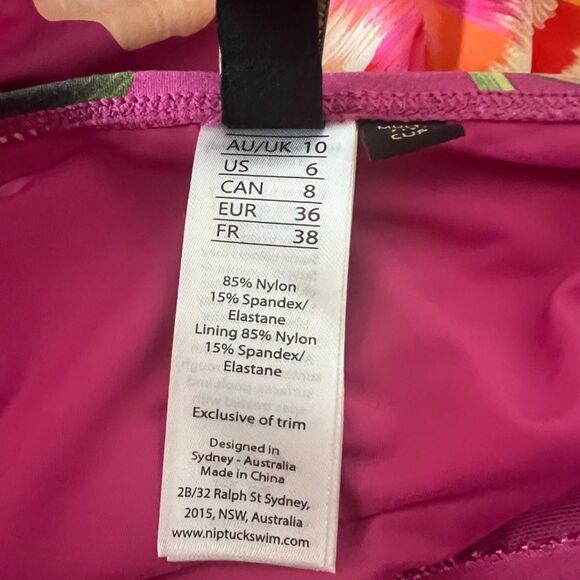 AU/UK 10
US 6
CAN 8
EUR 36
FR 38
85% Nylon
15% Spandex/
Elastane
Lining 85% Nylon
15% Spandex/
Elastane
Exclusive of trim
Designed in
Sydney - Australia
Made in China
2B/32 Ralph St Sydney,
2015, NSW, Australia
www.niptuckswim.com
CUP